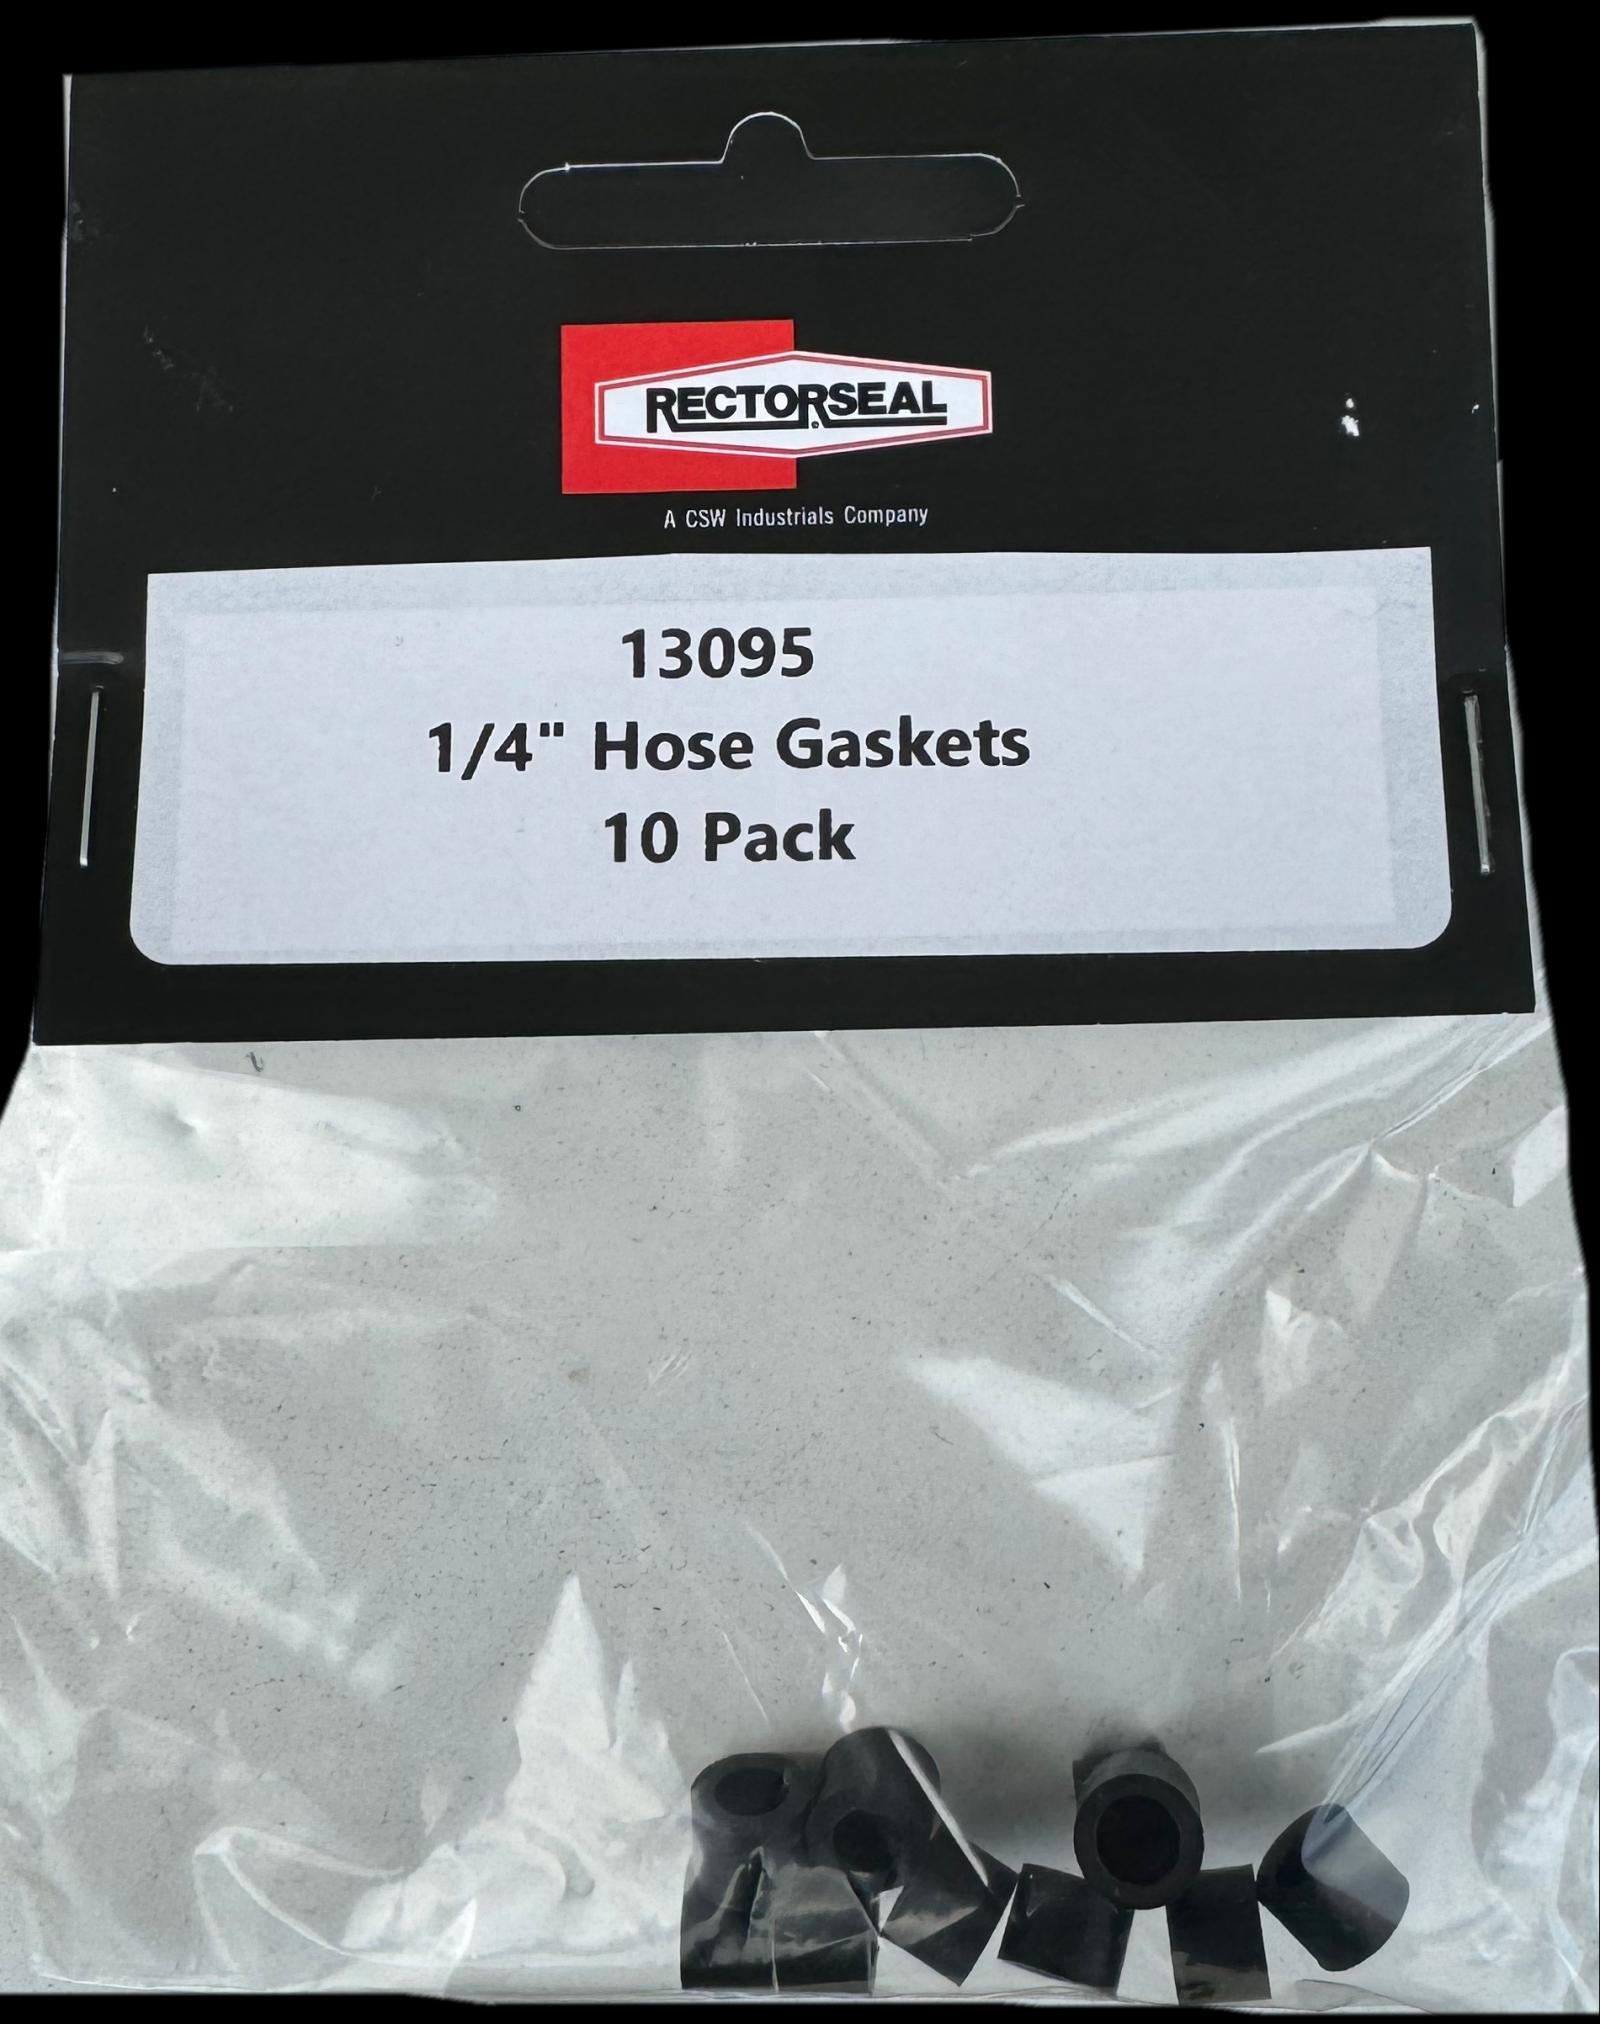 RECTORSEAL
A CSW Industrials Company
13095
1/4" Hose Gaskets
10 Pack